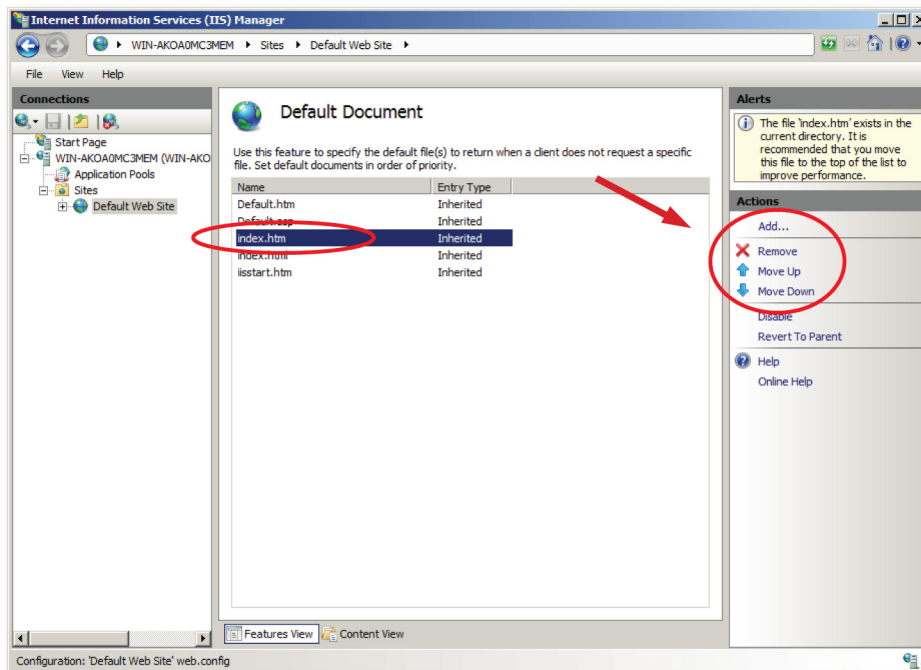 Internet Information Services (IIS) Manager
WIN-AKOA0MC3MEM Sites Default Web Site
File View Help
Connections
Start Page
WIN-AKOA0MC3MEM (WIN-AKO
Application Pools
Sites
Default Web Site
Default Document
Use this feature to specify the default file(s) to return when a client does not request a specific
file. Set default documents in order of priority.
Name Entry Type
Default.htm Inherited
Default.asp Inherited
index.htm Inherited
index.html Inherited
iisstart.htm Inherited
Features View Content View
Alerts
The file 'index.htm' exists in the
current directory. It is
recommended that you move
this file to the top of the list to
improve performance.
Actions
Add...
Remove
Move Up
Move Down
Disable
Revert To Parent
Help
Online Help
Configuration: 'Default Web Site' web.config